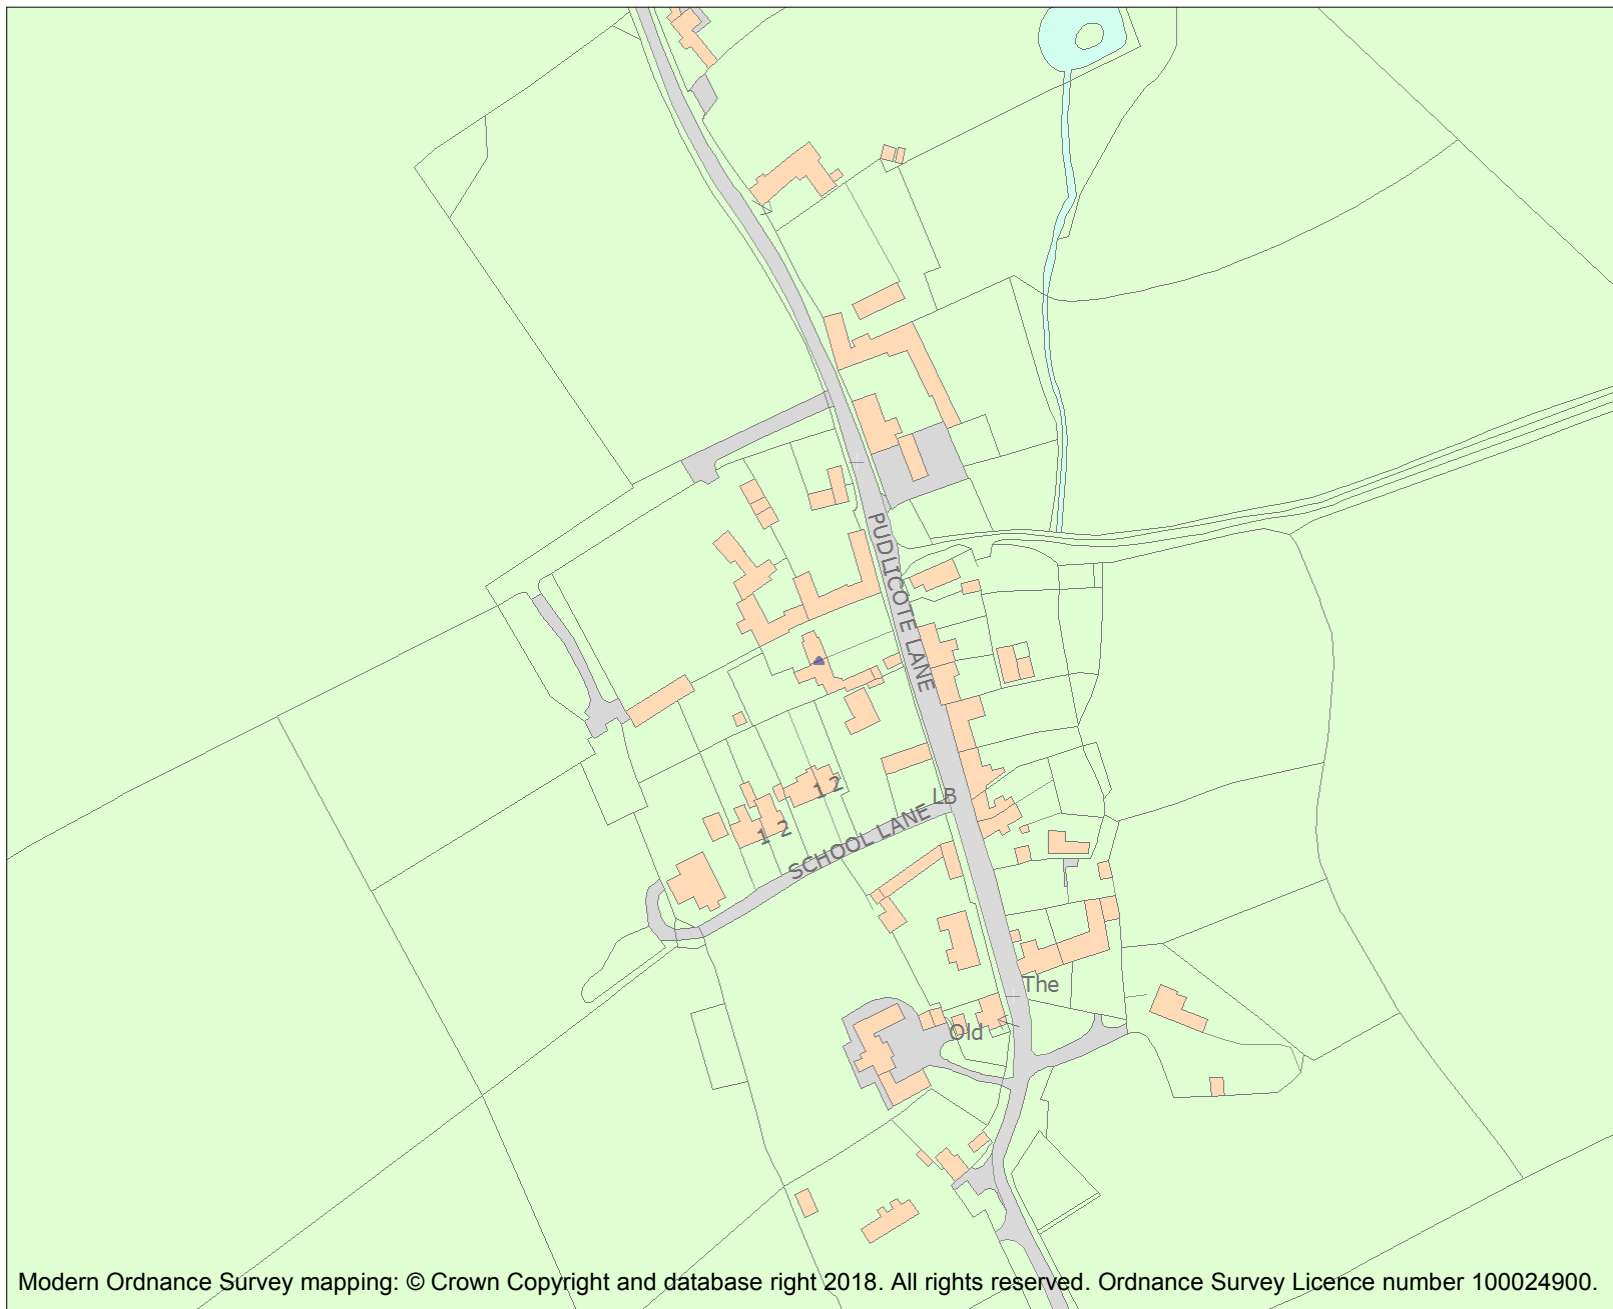 PUDLICOTE LANE
1 2
LB
1 2
SCHOOL LANE
The
Old
Modern Ordnance Survey mapping: © Crown Copyright and database right 2018. All rights reserved. Ordnance Survey Licence number 100024900.